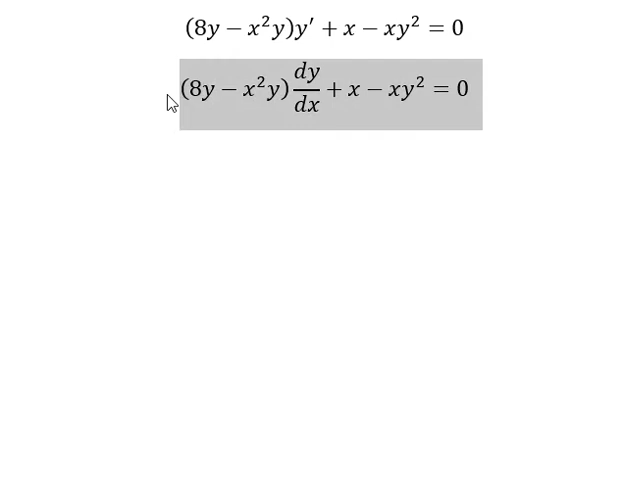 (8y − x²y)y′ + x − xy² = 0
(8y − x²y) dy/dx + x − xy² = 0